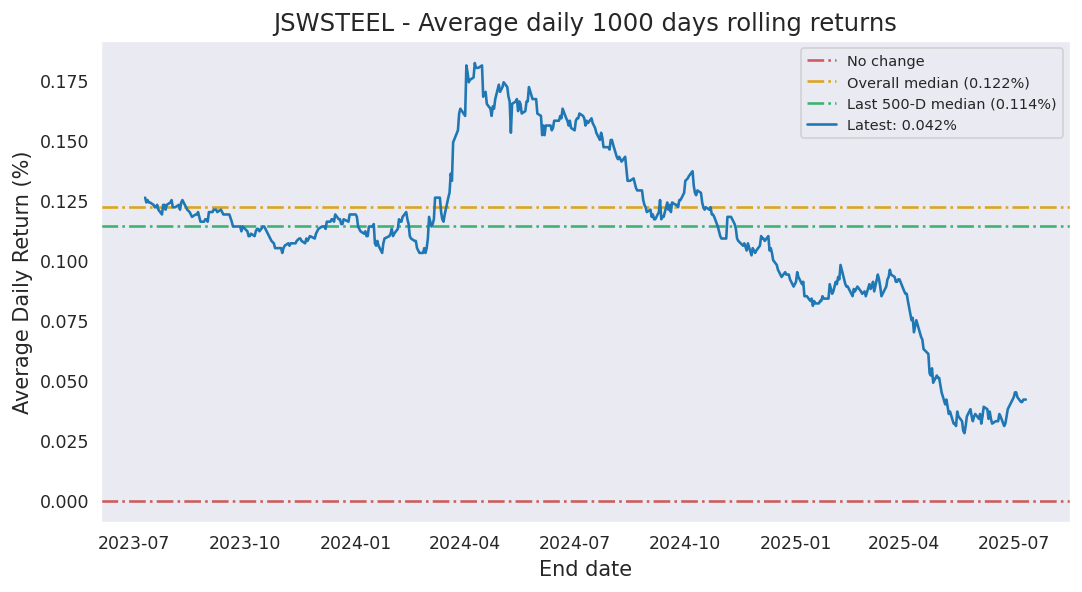 JSWSTEEL - Average daily 1000 days rolling returns
No change
Overall median (0.122%)
Last 500-D median (0.114%)
Latest: 0.042%
Average Daily Return (%)
0.175
0.150
0.125
0.100
0.075
0.050
0.025
0.000
2023-07 2023-10 2024-01 2024-04 2024-07 2024-10 2025-01 2025-04 2025-07
End date